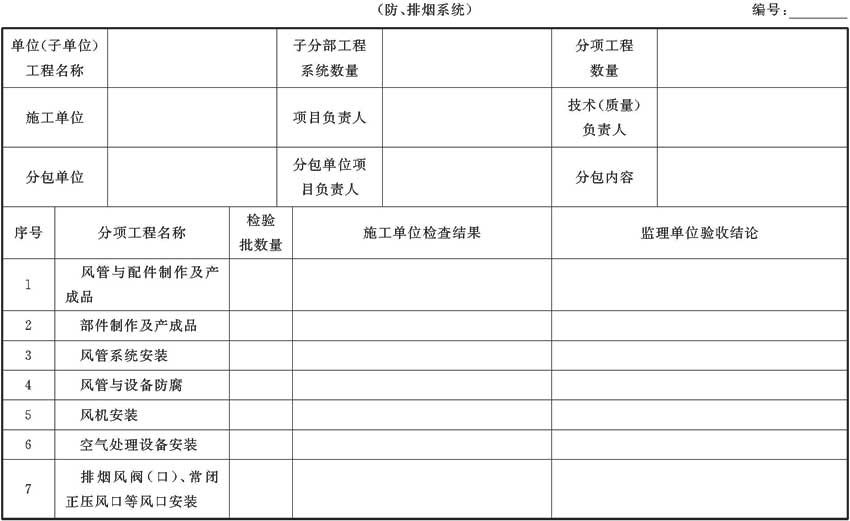 （防、排烟系统）
编号:
单位（子单位）
工程名称
子分部工程
系统数量
分项工程
数量
施工单位
项目负责人
技术（质量）
负责人
分包单位
分包单位项
目负责人
分包内容
序号
分项工程名称
检验
批数量
施工单位检查结果
监理单位验收结论
1
风管与配件制作及产
成品
2
部件制作及产成品
3
风管系统安装
4
风管与设备防腐
5
风机安装
6
空气处理设备安装
7
排烟风阀（口）、常闭
正压风口等风口安装